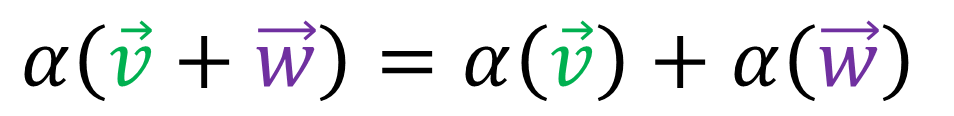 α(v⃗ + w⃗) = α(v⃗) + α(w⃗)